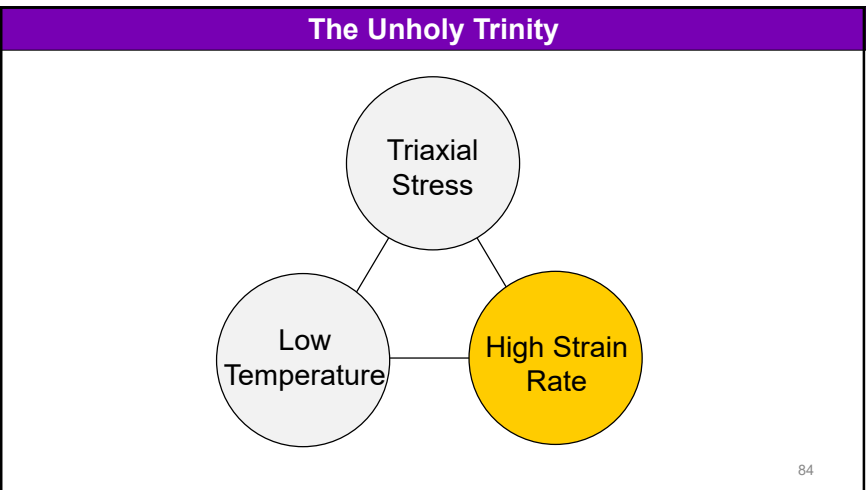 The Unholy Trinity
Triaxial
Stress
Low
Temperature
High Strain
Rate
84